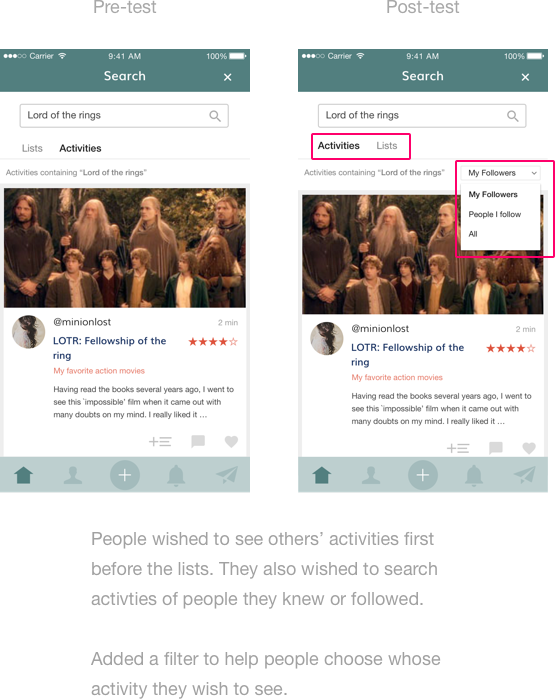 Pre-test
Post-test
Carrier 9:41 AM 100%
Search ×
Lord of the rings
Lists Activities
Activities containing “Lord of the rings”
@minionlost 2 min
LOTR: Fellowship of the
ring
My favorite action movies
Having read the books several years ago, I went to
see this `impossible’ film when it came out with
many doubts on my mind. I really liked it ...
Carrier 9:41 AM 100%
Search ×
Lord of the rings
Activities Lists
Activities containing “Lord of the rings” My Followers
My Followers
People I follow
All
@minionlost 2 min
LOTR: Fellowship of the
ring
My favorite action movies
Having read the books several years ago, I went to
see this `impossible’ film when it came out with
many doubts on my mind. I really liked it ...
People wished to see others’ activities first
before the lists. They also wished to search
activties of people they knew or followed.
Added a filter to help people choose whose
activity they wish to see.